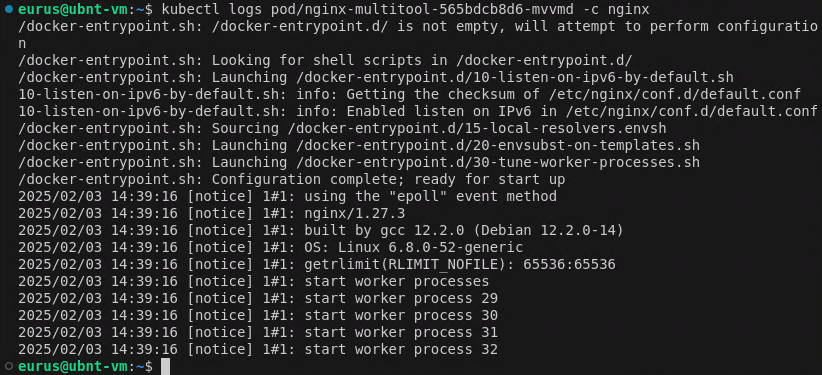 eurus@ubnt-vm:~$ kubectl logs pod/nginx-multitool-565bdcb8d6-mvvmd -c nginx
/docker-entrypoint.sh: /docker-entrypoint.d/ is not empty, will attempt to perform configuratio
n
/docker-entrypoint.sh: Looking for shell scripts in /docker-entrypoint.d/
/docker-entrypoint.sh: Launching /docker-entrypoint.d/10-listen-on-ipv6-by-default.sh
10-listen-on-ipv6-by-default.sh: info: Getting the checksum of /etc/nginx/conf.d/default.conf
10-listen-on-ipv6-by-default.sh: info: Enabled listen on IPv6 in /etc/nginx/conf.d/default.conf
/docker-entrypoint.sh: Sourcing /docker-entrypoint.d/15-local-resolvers.envsh
/docker-entrypoint.sh: Launching /docker-entrypoint.d/20-envsubst-on-templates.sh
/docker-entrypoint.sh: Launching /docker-entrypoint.d/30-tune-worker-processes.sh
/docker-entrypoint.sh: Configuration complete; ready for start up
2025/02/03 14:39:16 [notice] 1#1: using the "epoll" event method
2025/02/03 14:39:16 [notice] 1#1: nginx/1.27.3
2025/02/03 14:39:16 [notice] 1#1: built by gcc 12.2.0 (Debian 12.2.0-14)
2025/02/03 14:39:16 [notice] 1#1: OS: Linux 6.8.0-52-generic
2025/02/03 14:39:16 [notice] 1#1: getrlimit(RLIMIT_NOFILE): 65536:65536
2025/02/03 14:39:16 [notice] 1#1: start worker processes
2025/02/03 14:39:16 [notice] 1#1: start worker process 29
2025/02/03 14:39:16 [notice] 1#1: start worker process 30
2025/02/03 14:39:16 [notice] 1#1: start worker process 31
2025/02/03 14:39:16 [notice] 1#1: start worker process 32
eurus@ubnt-vm:~$